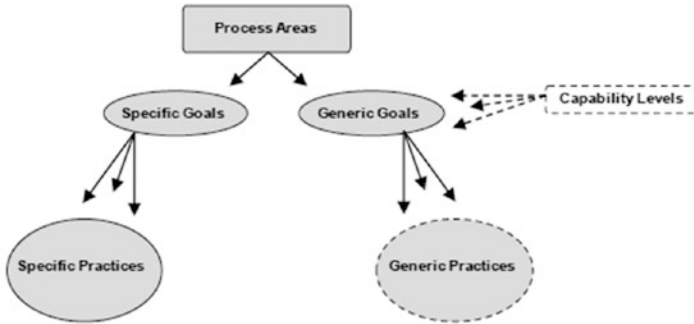 Process Areas
Specific Goals
Generic Goals
Capability Levels
Specific Practices
Generic Practices